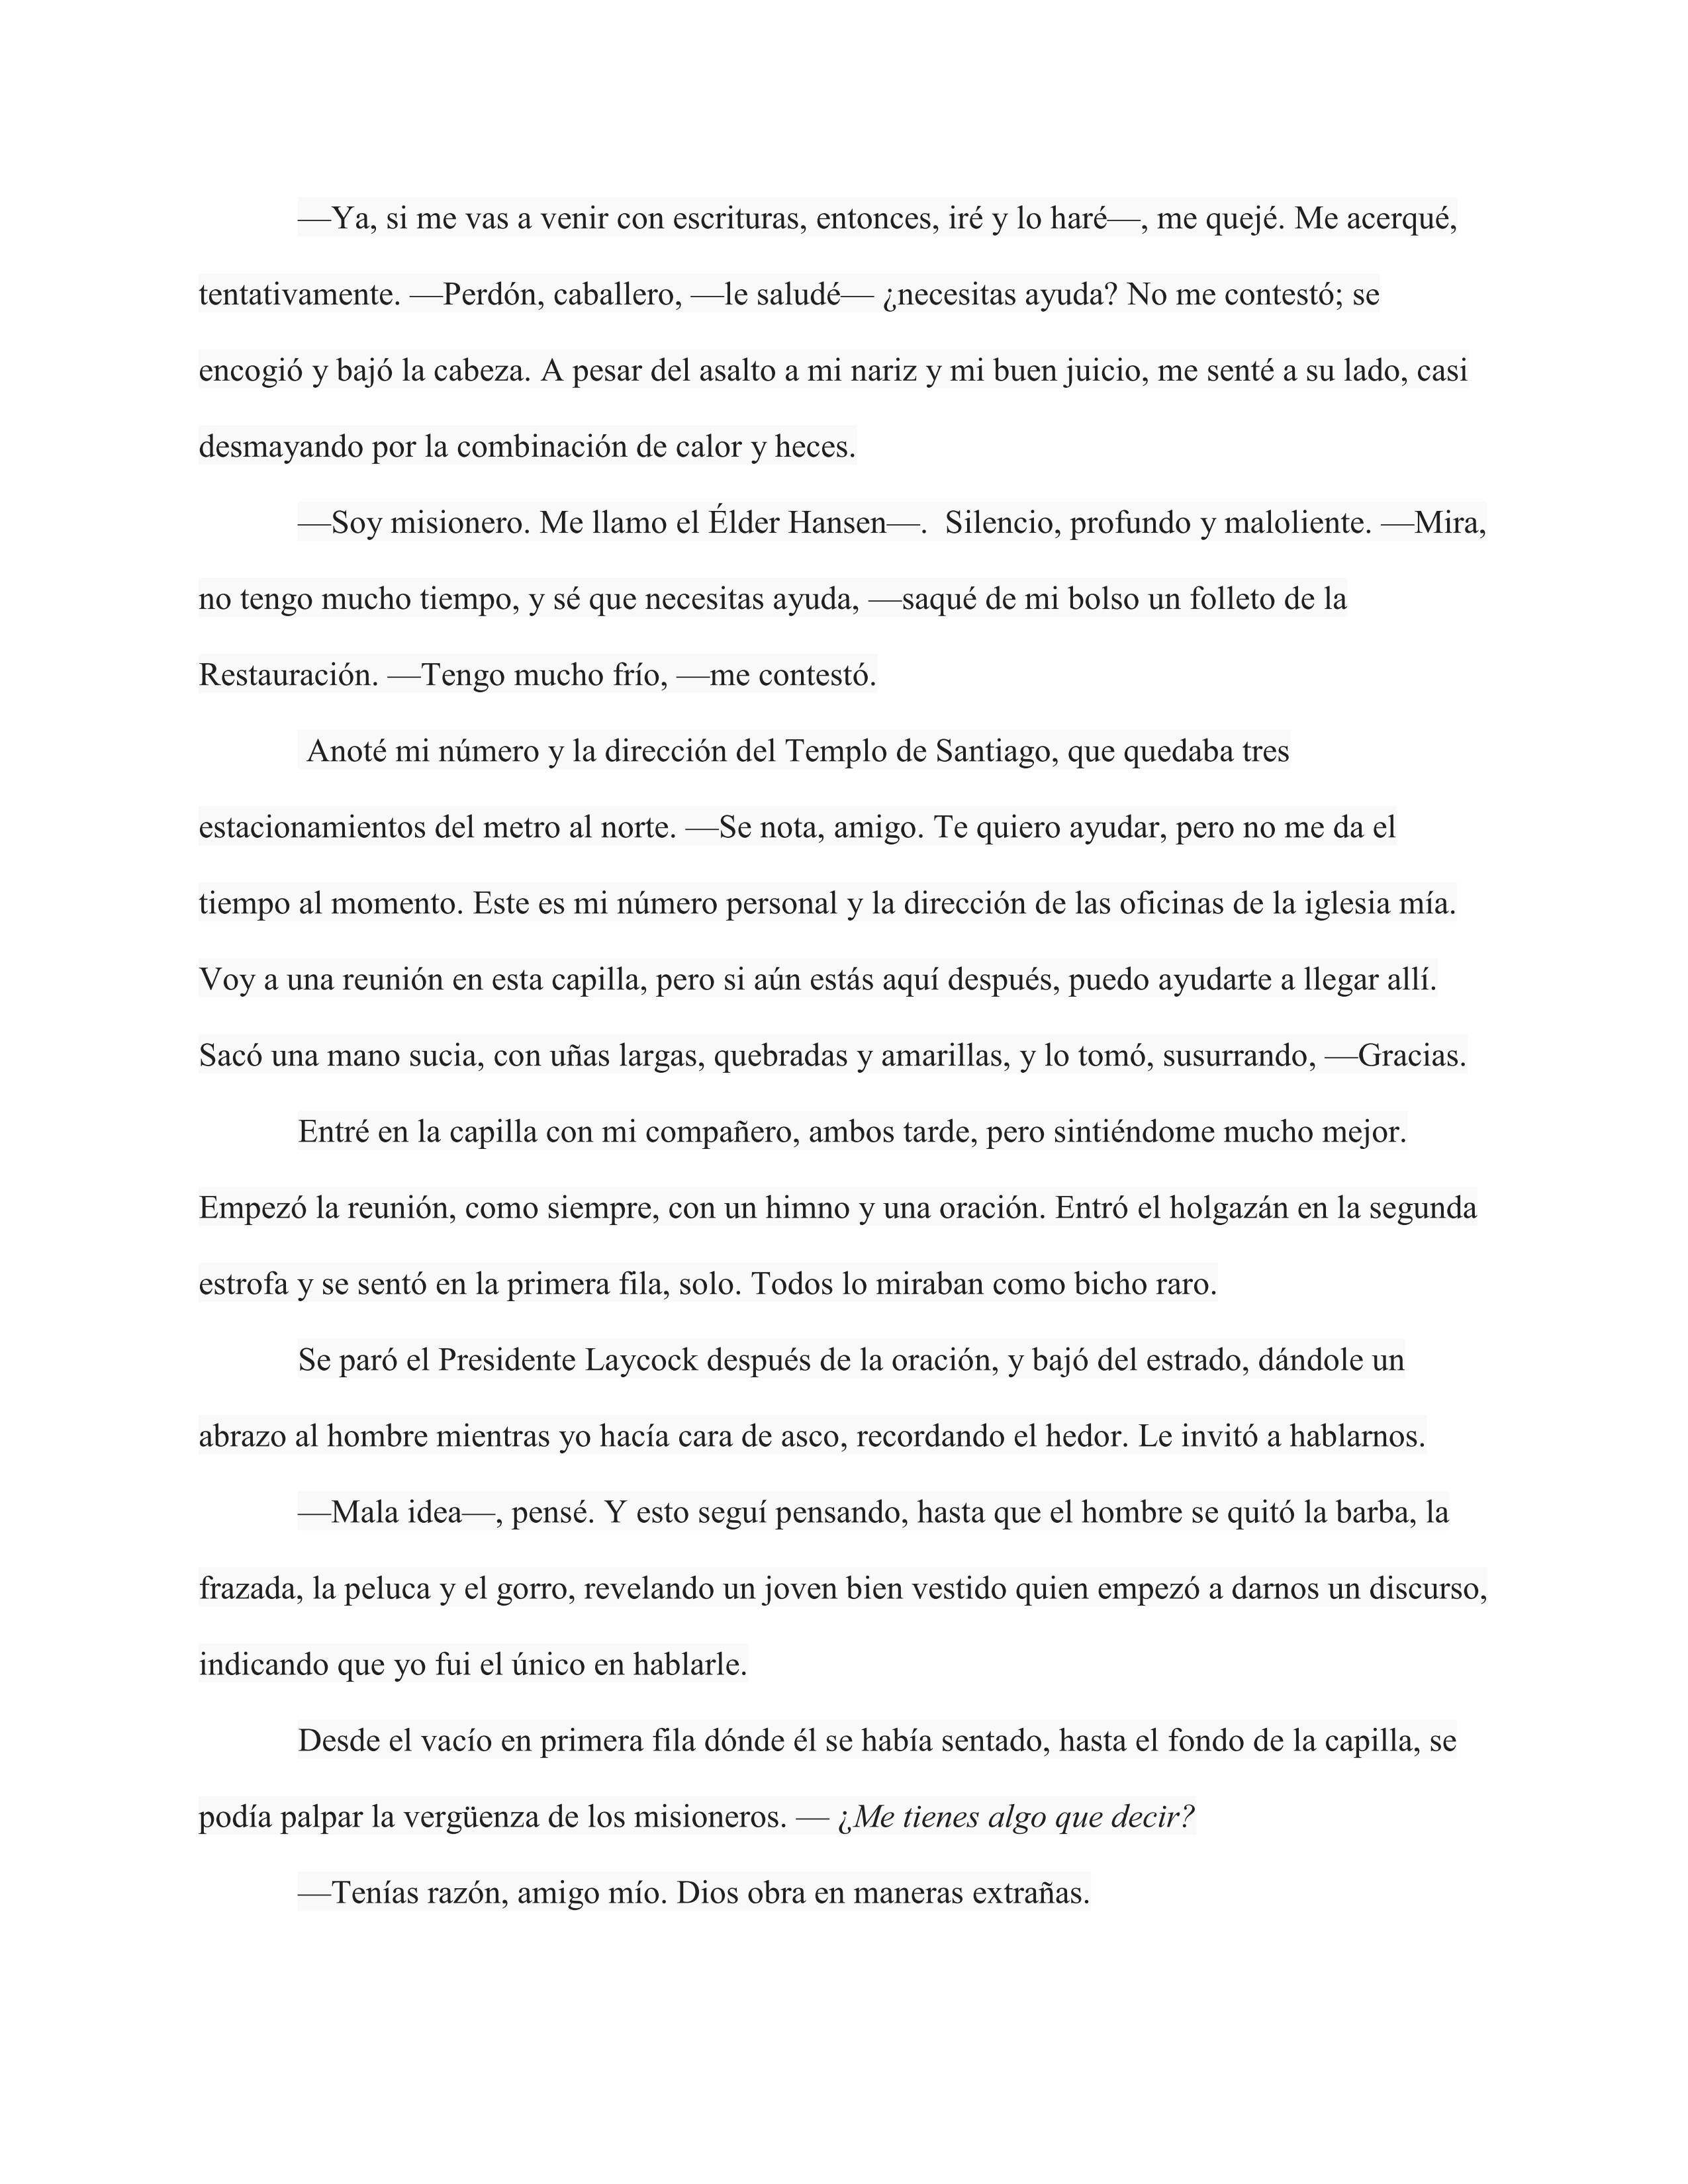 —Ya, si me vas a venir con escrituras, entonces, iré y lo haré—, me quejé. Me acerqué,
tentativamente. —Perdón, caballero, —le saludé— ¿necesitas ayuda? No me contestó; se
encogió y bajó la cabeza. A pesar del asalto a mi nariz y mi buen juicio, me senté a su lado, casi
desmayando por la combinación de calor y heces.
—Soy misionero. Me llamo el Élder Hansen—.  Silencio, profundo y maloliente. —Mira,
no tengo mucho tiempo, y sé que necesitas ayuda, —saqué de mi bolso un folleto de la
Restauración. —Tengo mucho frío, —me contestó.
Anoté mi número y la dirección del Templo de Santiago, que quedaba tres
estacionamientos del metro al norte. —Se nota, amigo. Te quiero ayudar, pero no me da el
tiempo al momento. Este es mi número personal y la dirección de las oficinas de la iglesia mía.
Voy a una reunión en esta capilla, pero si aún estás aquí después, puedo ayudarte a llegar allí.
Sacó una mano sucia, con uñas largas, quebradas y amarillas, y lo tomó, susurrando, —Gracias.
Entré en la capilla con mi compañero, ambos tarde, pero sintiéndome mucho mejor.
Empezó la reunión, como siempre, con un himno y una oración. Entró el holgazán en la segunda
estrofa y se sentó en la primera fila, solo. Todos lo miraban como bicho raro.
Se paró el Presidente Laycock después de la oración, y bajó del estrado, dándole un
abrazo al hombre mientras yo hacía cara de asco, recordando el hedor. Le invitó a hablarnos.
—Mala idea—, pensé. Y esto seguí pensando, hasta que el hombre se quitó la barba, la
frazada, la peluca y el gorro, revelando un joven bien vestido quien empezó a darnos un discurso,
indicando que yo fui el único en hablarle.
Desde el vacío en primera fila dónde él se había sentado, hasta el fondo de la capilla, se
podía palpar la vergüenza de los misioneros. — ¿Me tienes algo que decir?
—Tenías razón, amigo mío. Dios obra en maneras extrañas.